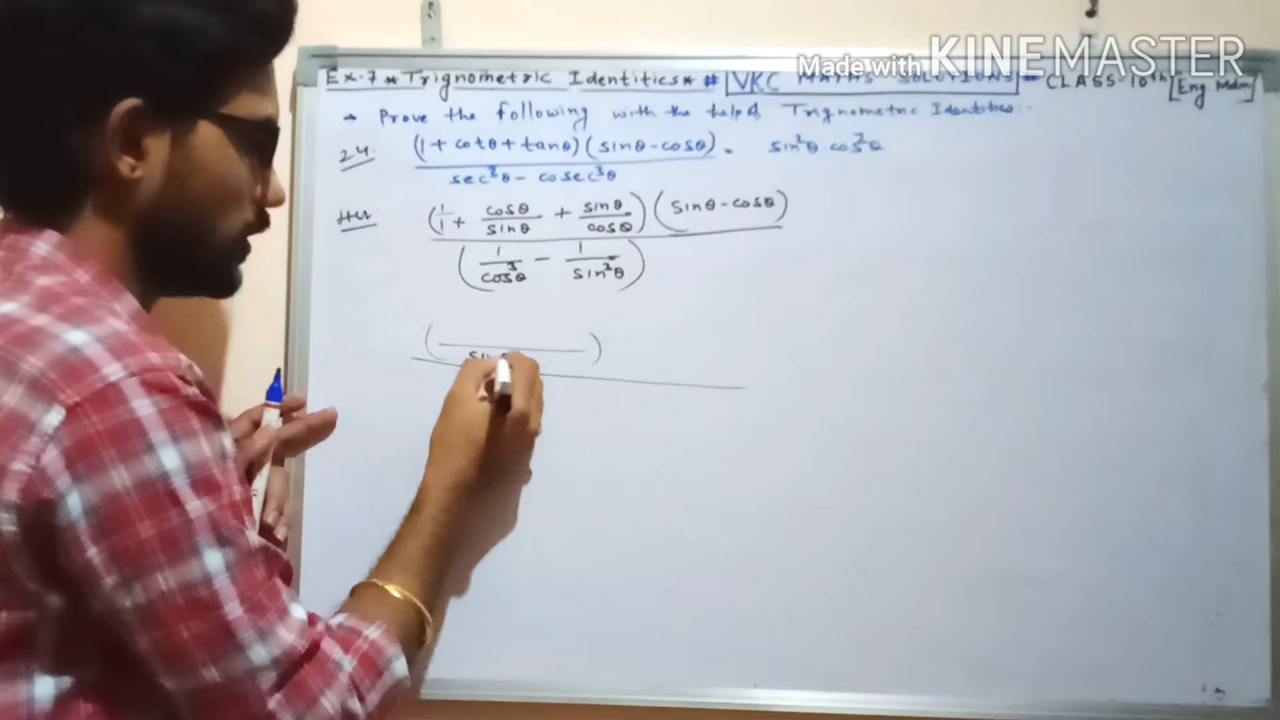 Made with KINEMASTER
Ex.7 * Trignometric Identities * # VKC MATHS SOLUTIONS # CLASS-10th [Eng Mdm]
→ Prove the following with the help of Trignometric Identities:
24. (1 + cotθ + tanθ)(sinθ - cosθ) / sec³θ - cosec³θ = sin²θ cos²θ
(1/1 + cosθ/sinθ + sinθ/cosθ)(sinθ - cosθ)
(1/cos³θ - 1/sin³θ)